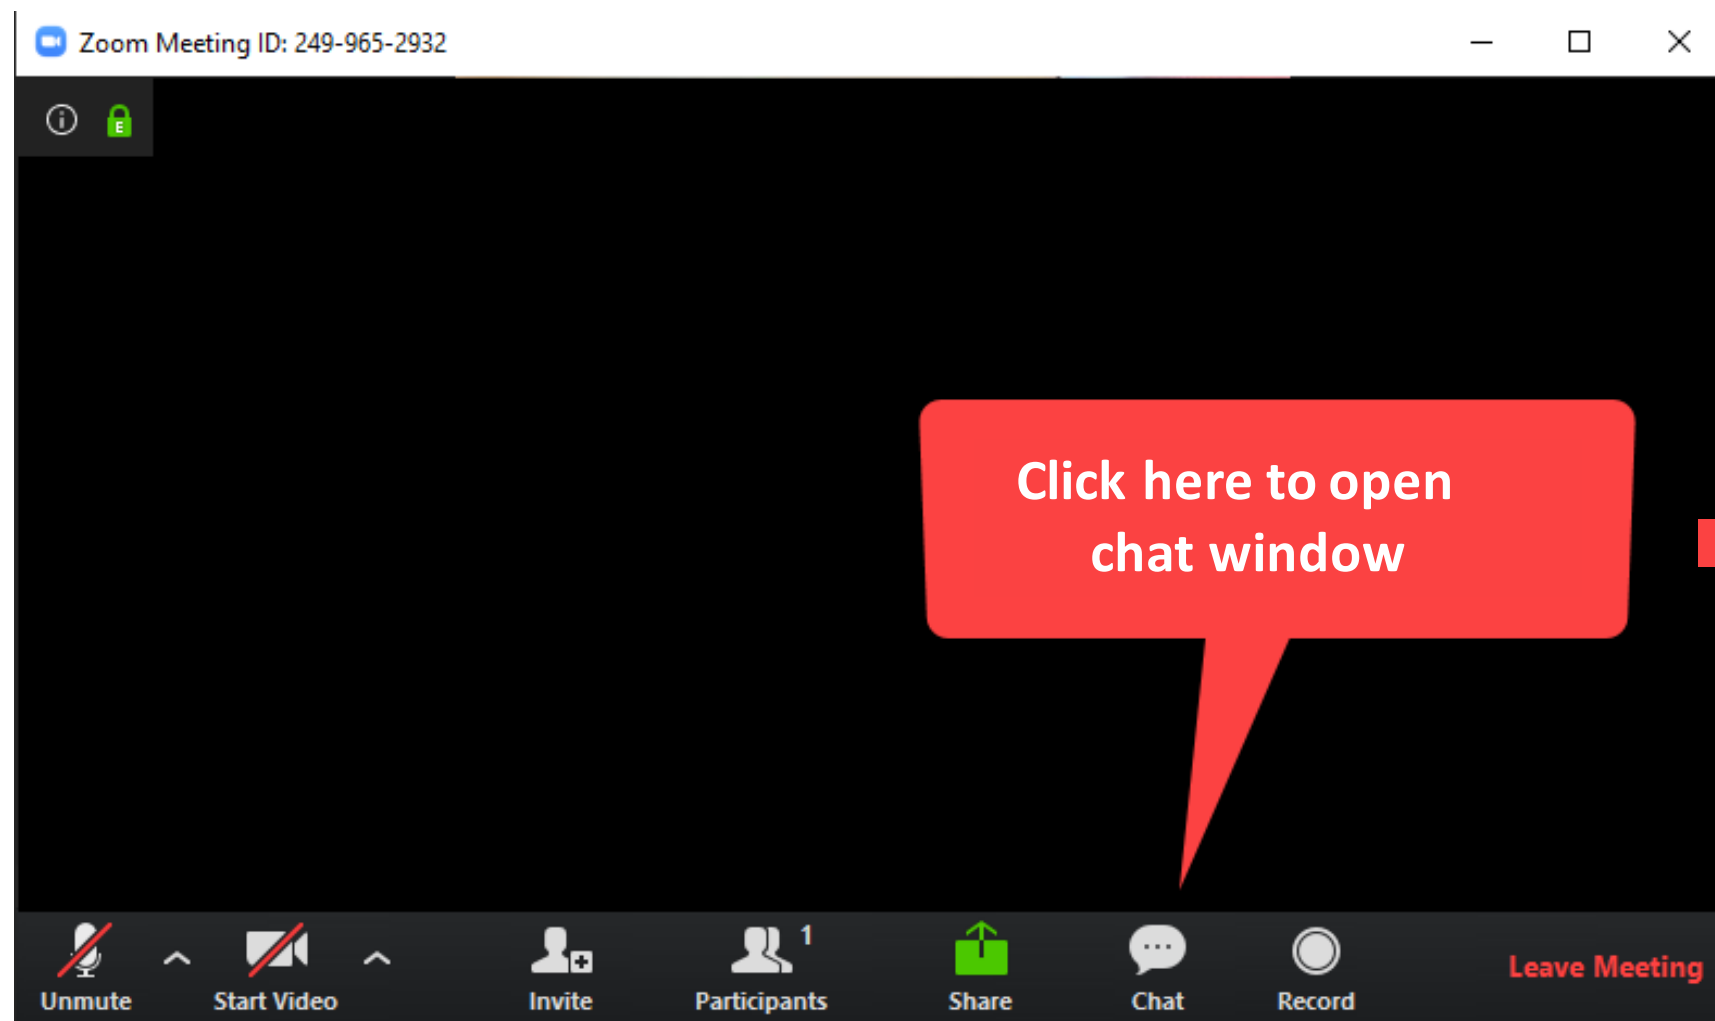 Zoom Meeting ID: 249-965-2932
E
Click here to open
chat window
1
Unmute
Start Video
Invite
Participants
Share
Chat
Record
Leave Meeting